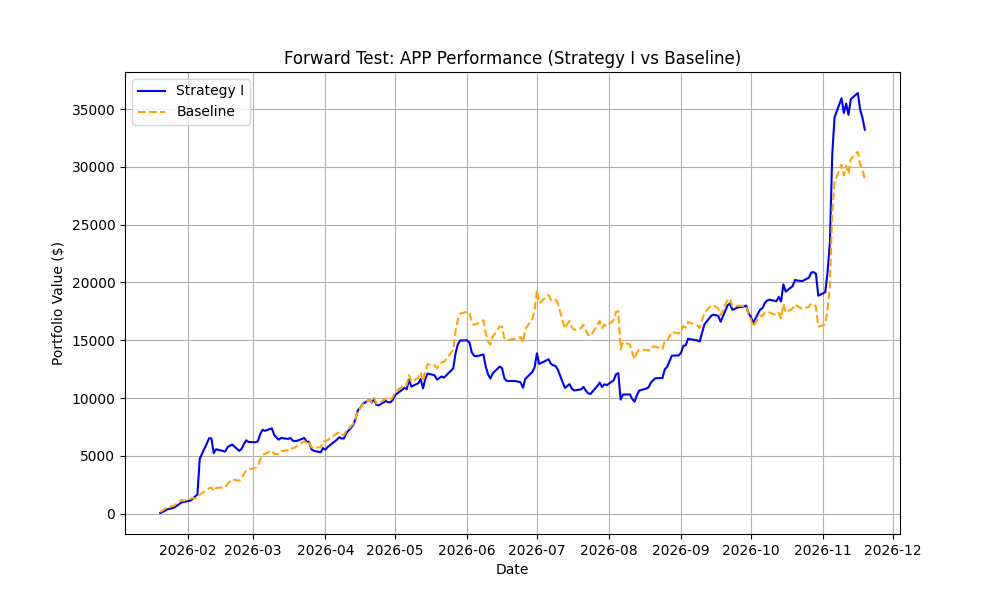 Forward Test: APP Performance (Strategy I vs Baseline)
Strategy I
Baseline
Portfolio Value ($)
35000
30000
25000
20000
15000
10000
5000
0
2026-02 2026-03 2026-04 2026-05 2026-06 2026-07 2026-08 2026-09 2026-10 2026-11 2026-12
Date